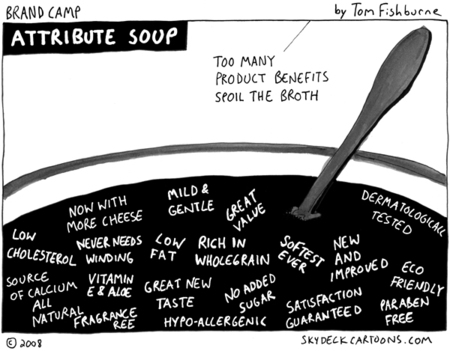 BRAND CAMP
by Tom Fishburne
ATTRIBUTE SOUP
TOO MANY
PRODUCT BENEFITS
SPOIL THE BROTH
NOW WITH
MORE CHEESE
MILD &
GENTLE
GREAT
VALUE
DERMATOLOGICALL
TESTED
LOW
CHOLESTEROL
NEVER NEEDS
WINDING
LOW
FAT
RICH IN
WHOLEGRAIN
SOFTEST
EVER
NEW
AND
IMPROVED
ECO
FRIENDLY
SOURCE
OF CALCIUM
VITAMIN
E & ALOE
GREAT NEW
TASTE
NO ADDED
SUGAR
SATISFACTION
GUARANTEED
PARABEN
FREE
ALL
NATURAL
FRAGRANCE
REE
HYPO-ALLERGENIC
© 2008
SKYDECKCARTOONS.COM